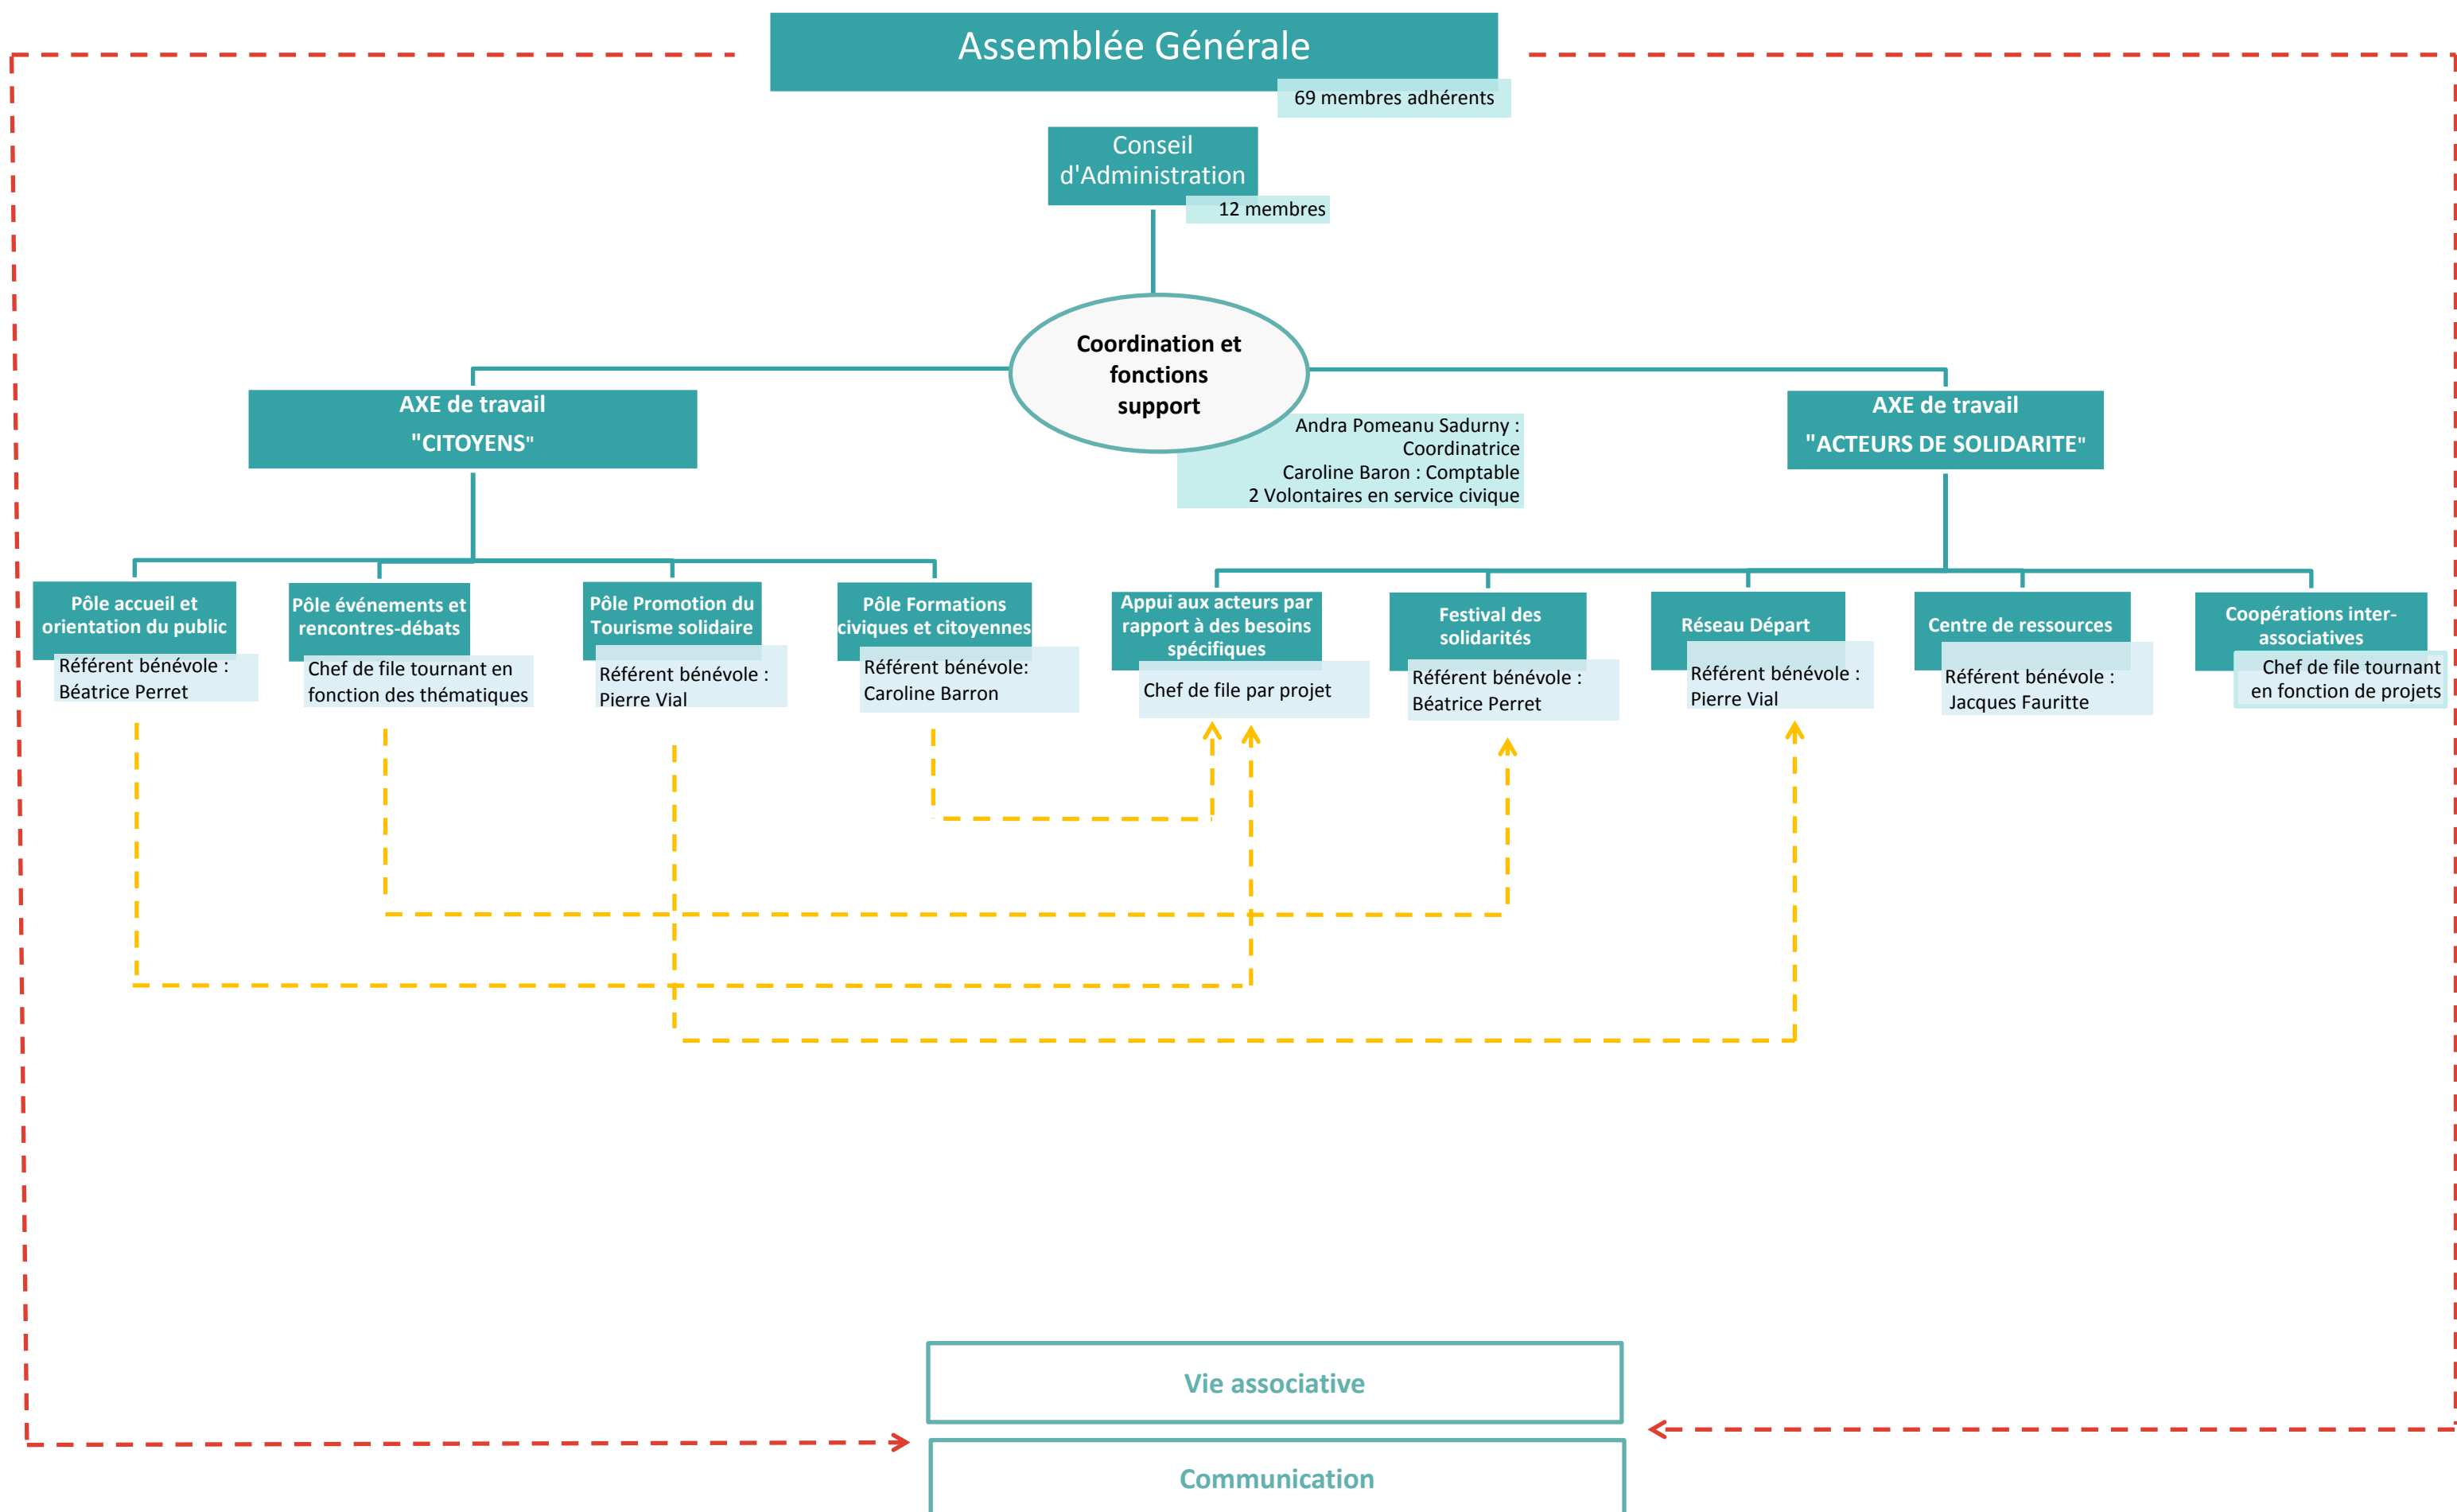 Assemblée Générale
69 membres adhérents
Conseil
d'Administration
12 membres
Coordination et
fonctions
support
Andra Pomeanu Sadurny :
Coordinatrice
Caroline Baron : Comptable
2 Volontaires en service civique
AXE de travail
"CITOYENS"
AXE de travail
"ACTEURS DE SOLIDARITE"
Pôle accueil et
orientation du public
Référent bénévole :
Béatrice Perret
Pôle événements et
rencontres-débats
Chef de file tournant en
fonction des thématiques
Pôle Promotion du
Tourisme solidaire
Référent bénévole :
Pierre Vial
Pôle Formations
civiques et citoyennes
Référent bénévole:
Caroline Barron
Appui aux acteurs par
rapport à des besoins
spécifiques
Chef de file par projet
Festival des
solidarités
Référent bénévole :
Béatrice Perret
Réseau Départ
Référent bénévole :
Pierre Vial
Centre de ressources
Référent bénévole :
Jacques Fauritte
Coopérations inter-
associatives
Chef de file tournant
en fonction de projets
Vie associative
Communication